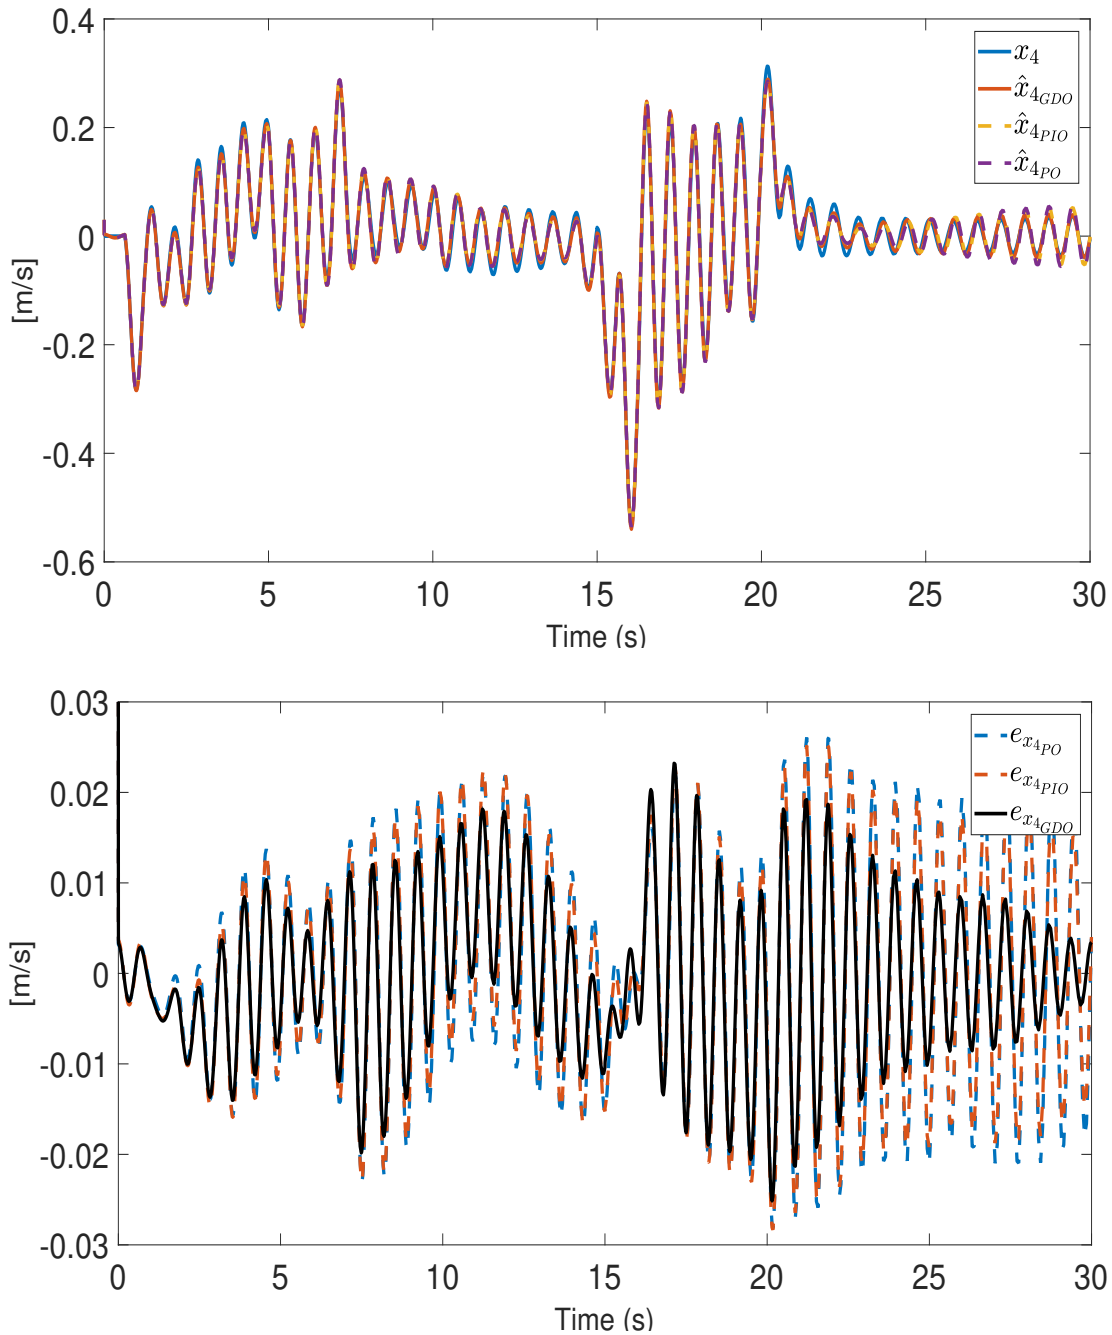 0.4
0.2
0
-0.2
-0.4
-0.6
[m/s]
0 5 10 15 20 25 30
Time (s)
x₄
x̂₄GDO
x̂₄PIO
x̂₄PO
0.03
0.02
0.01
0
-0.01
-0.02
-0.03
[m/s]
0 5 10 15 20 25 30
Time (s)
eₓ₄PO
eₓ₄PIO
eₓ₄GDO